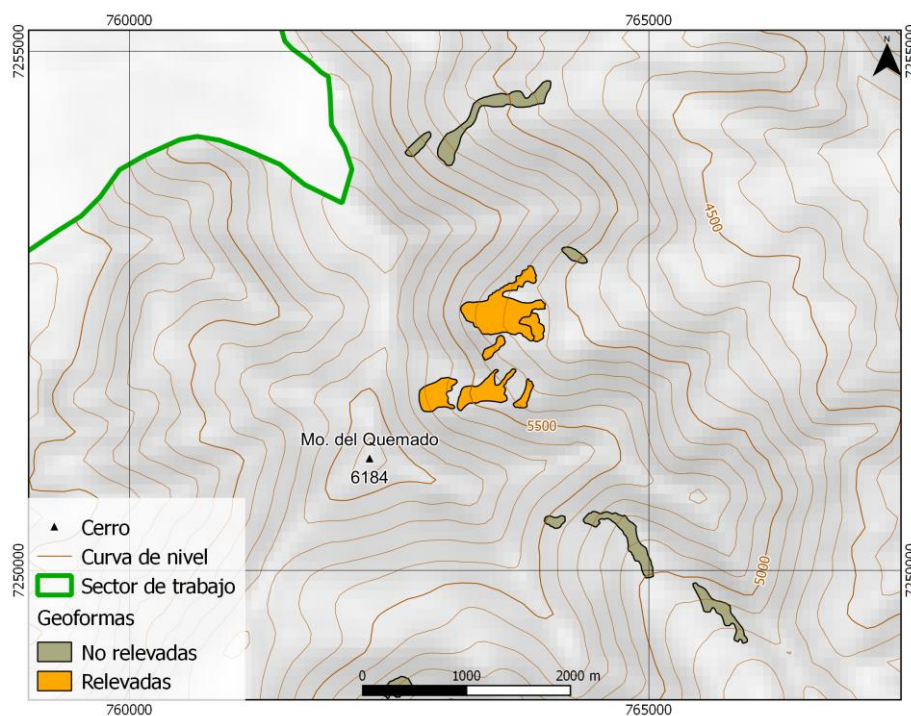 760000
765000
7255000
7255000
N
4500
5500
Mo. del Quemado
6184
5000
7250000
7250000
Cerro
Curva de nivel
Sector de trabajo
Geoformas
No relevadas
Relevadas
0
1000
2000 m
760000
765000